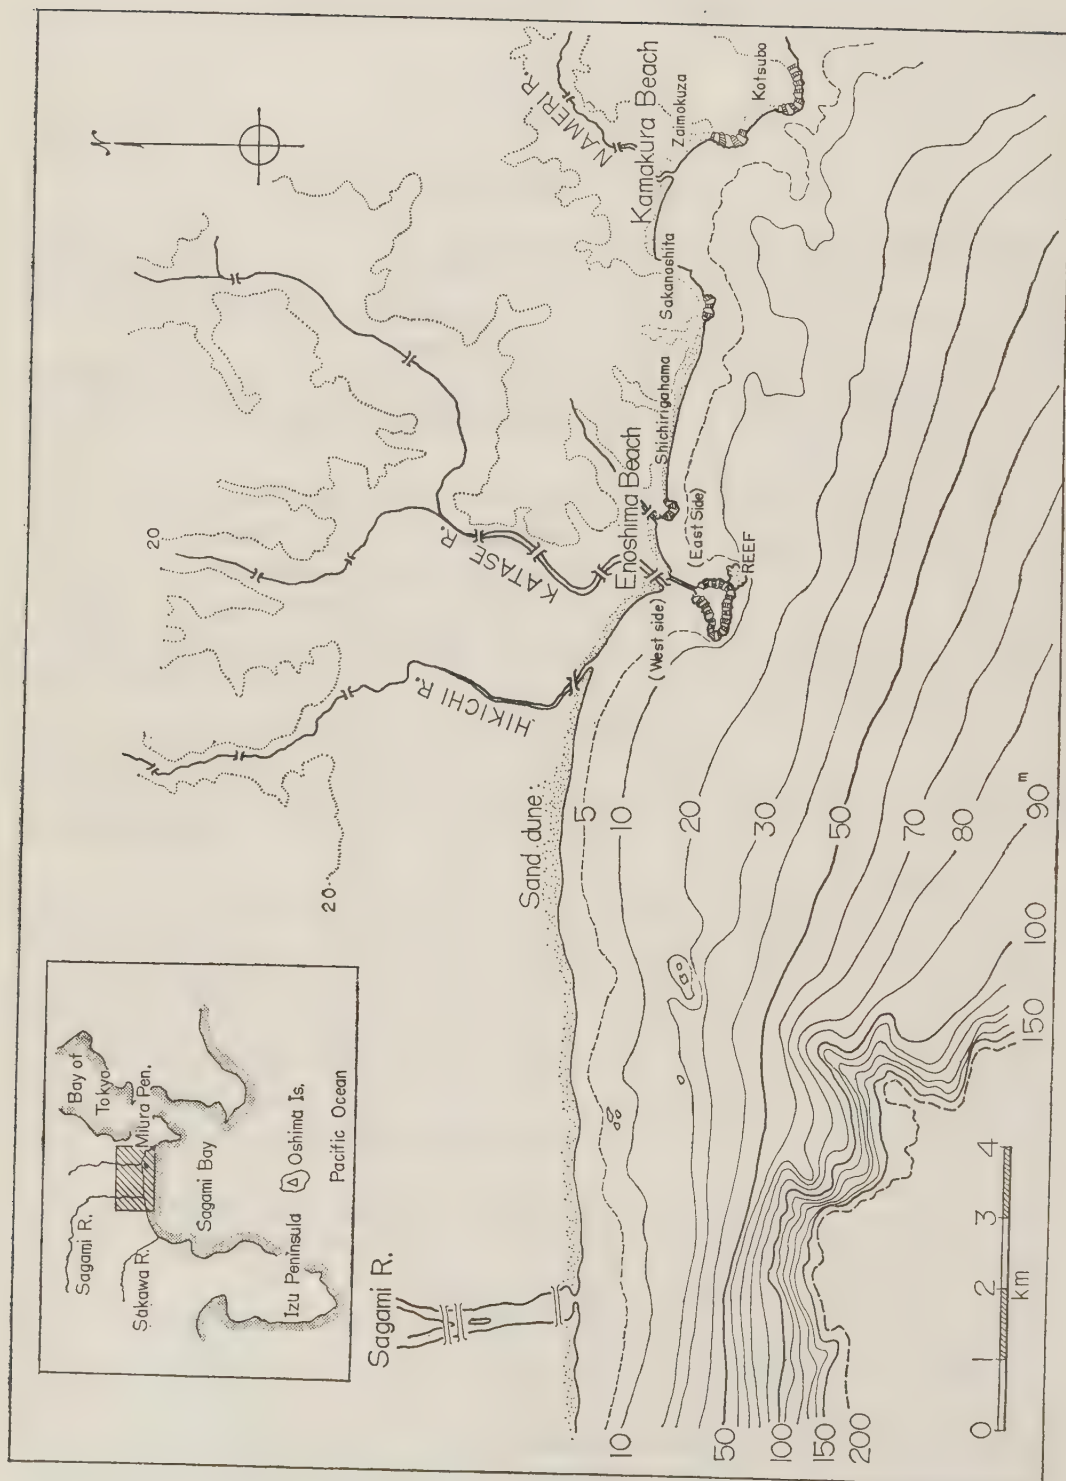 N
NAMERI R.
Kamakura Beach
Zaimokuza
Kotsubo
Sakanoshita
Shichirigahama
Enoshima Beach
(East Side)
(West side)
REEF
KATASE R.
HIKICHI R.
20
20
Sand dune
5
10
20
30
50
70
80
90 m
100
150
Bay of
Tokyo
Miura Pen.
Sagami R.
Sakawa R.
Sagami Bay
Izu Peninsula
Oshima Is.
Pacific Ocean
Sagami R.
10
50
100
150
200
0 1 2 3 4
km